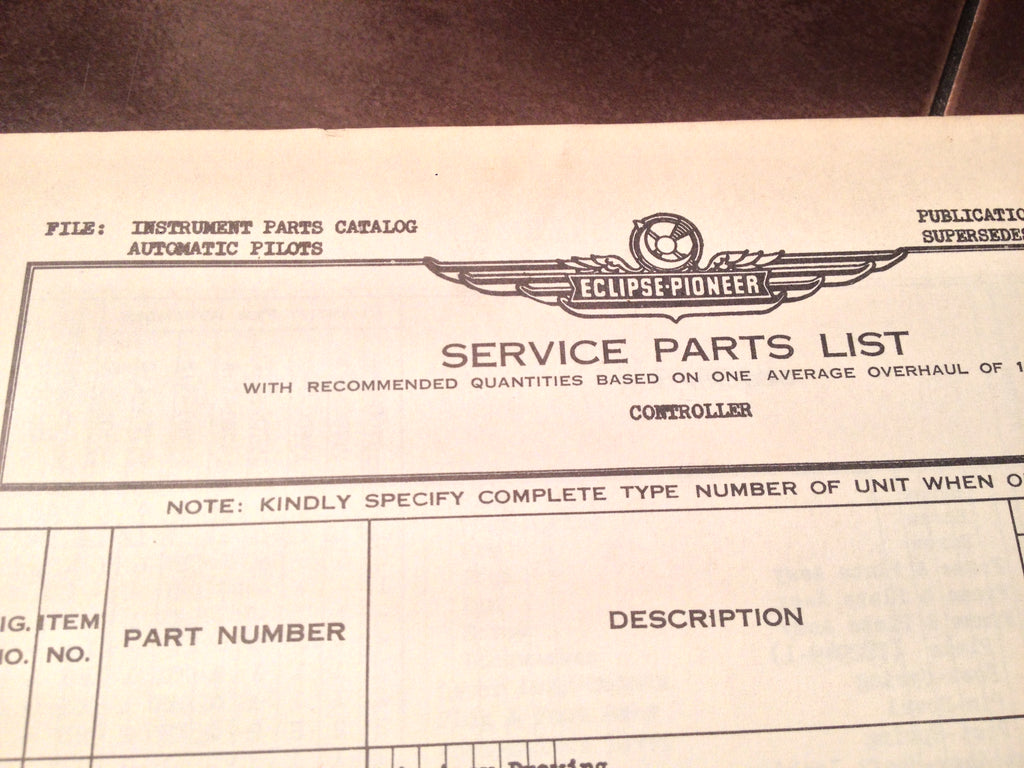 FILE: INSTRUMENT PARTS CATALOG
AUTOMATIC PILOTS
PUBLICATIO
SUPERSEDES
ECLIPSE-PIONEER
SERVICE PARTS LIST
WITH RECOMMENDED QUANTITIES BASED ON ONE AVERAGE OVERHAUL OF 1
CONTROLLER
NOTE: KINDLY SPECIFY COMPLETE TYPE NUMBER OF UNIT WHEN O
IG. ITEM
NO. NO.
PART NUMBER
DESCRIPTION
Drawing